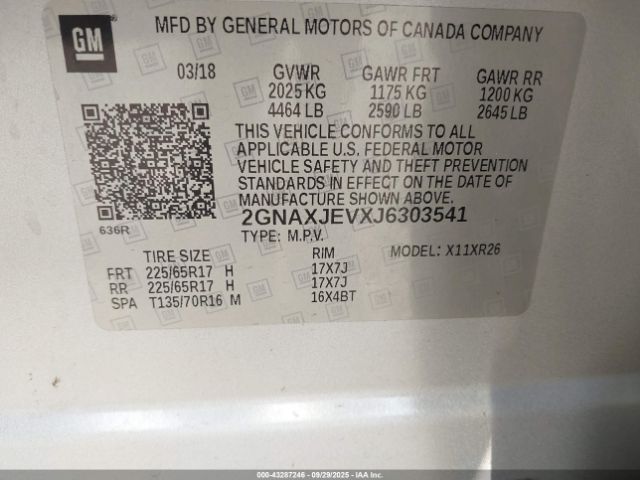 GM
MFD BY GENERAL MOTORS OF CANADA COMPANY
03/18 GVWR GAWR FRT GAWR RR
2025 KG 1175 KG 1200 KG
4464 LB 2590 LB 2645 LB
THIS VEHICLE CONFORMS TO ALL
APPLICABLE U.S. FEDERAL MOTOR
VEHICLE SAFETY AND THEFT PREVENTION
STANDARDS IN EFFECT ON THE DATE
OF MANUFACTURE SHOWN ABOVE.
636R 2GNAXJEVXJ6303541
TYPE: M.P.V. MODEL: X11XR26
TIRE SIZE RIM
FRT 225/65R17 H 17X7J
RR 225/65R17 H 17X7J
SPA T135/70R16 M 16X4BT
000-43287246 - 09/29/2025 - IAA, Inc.